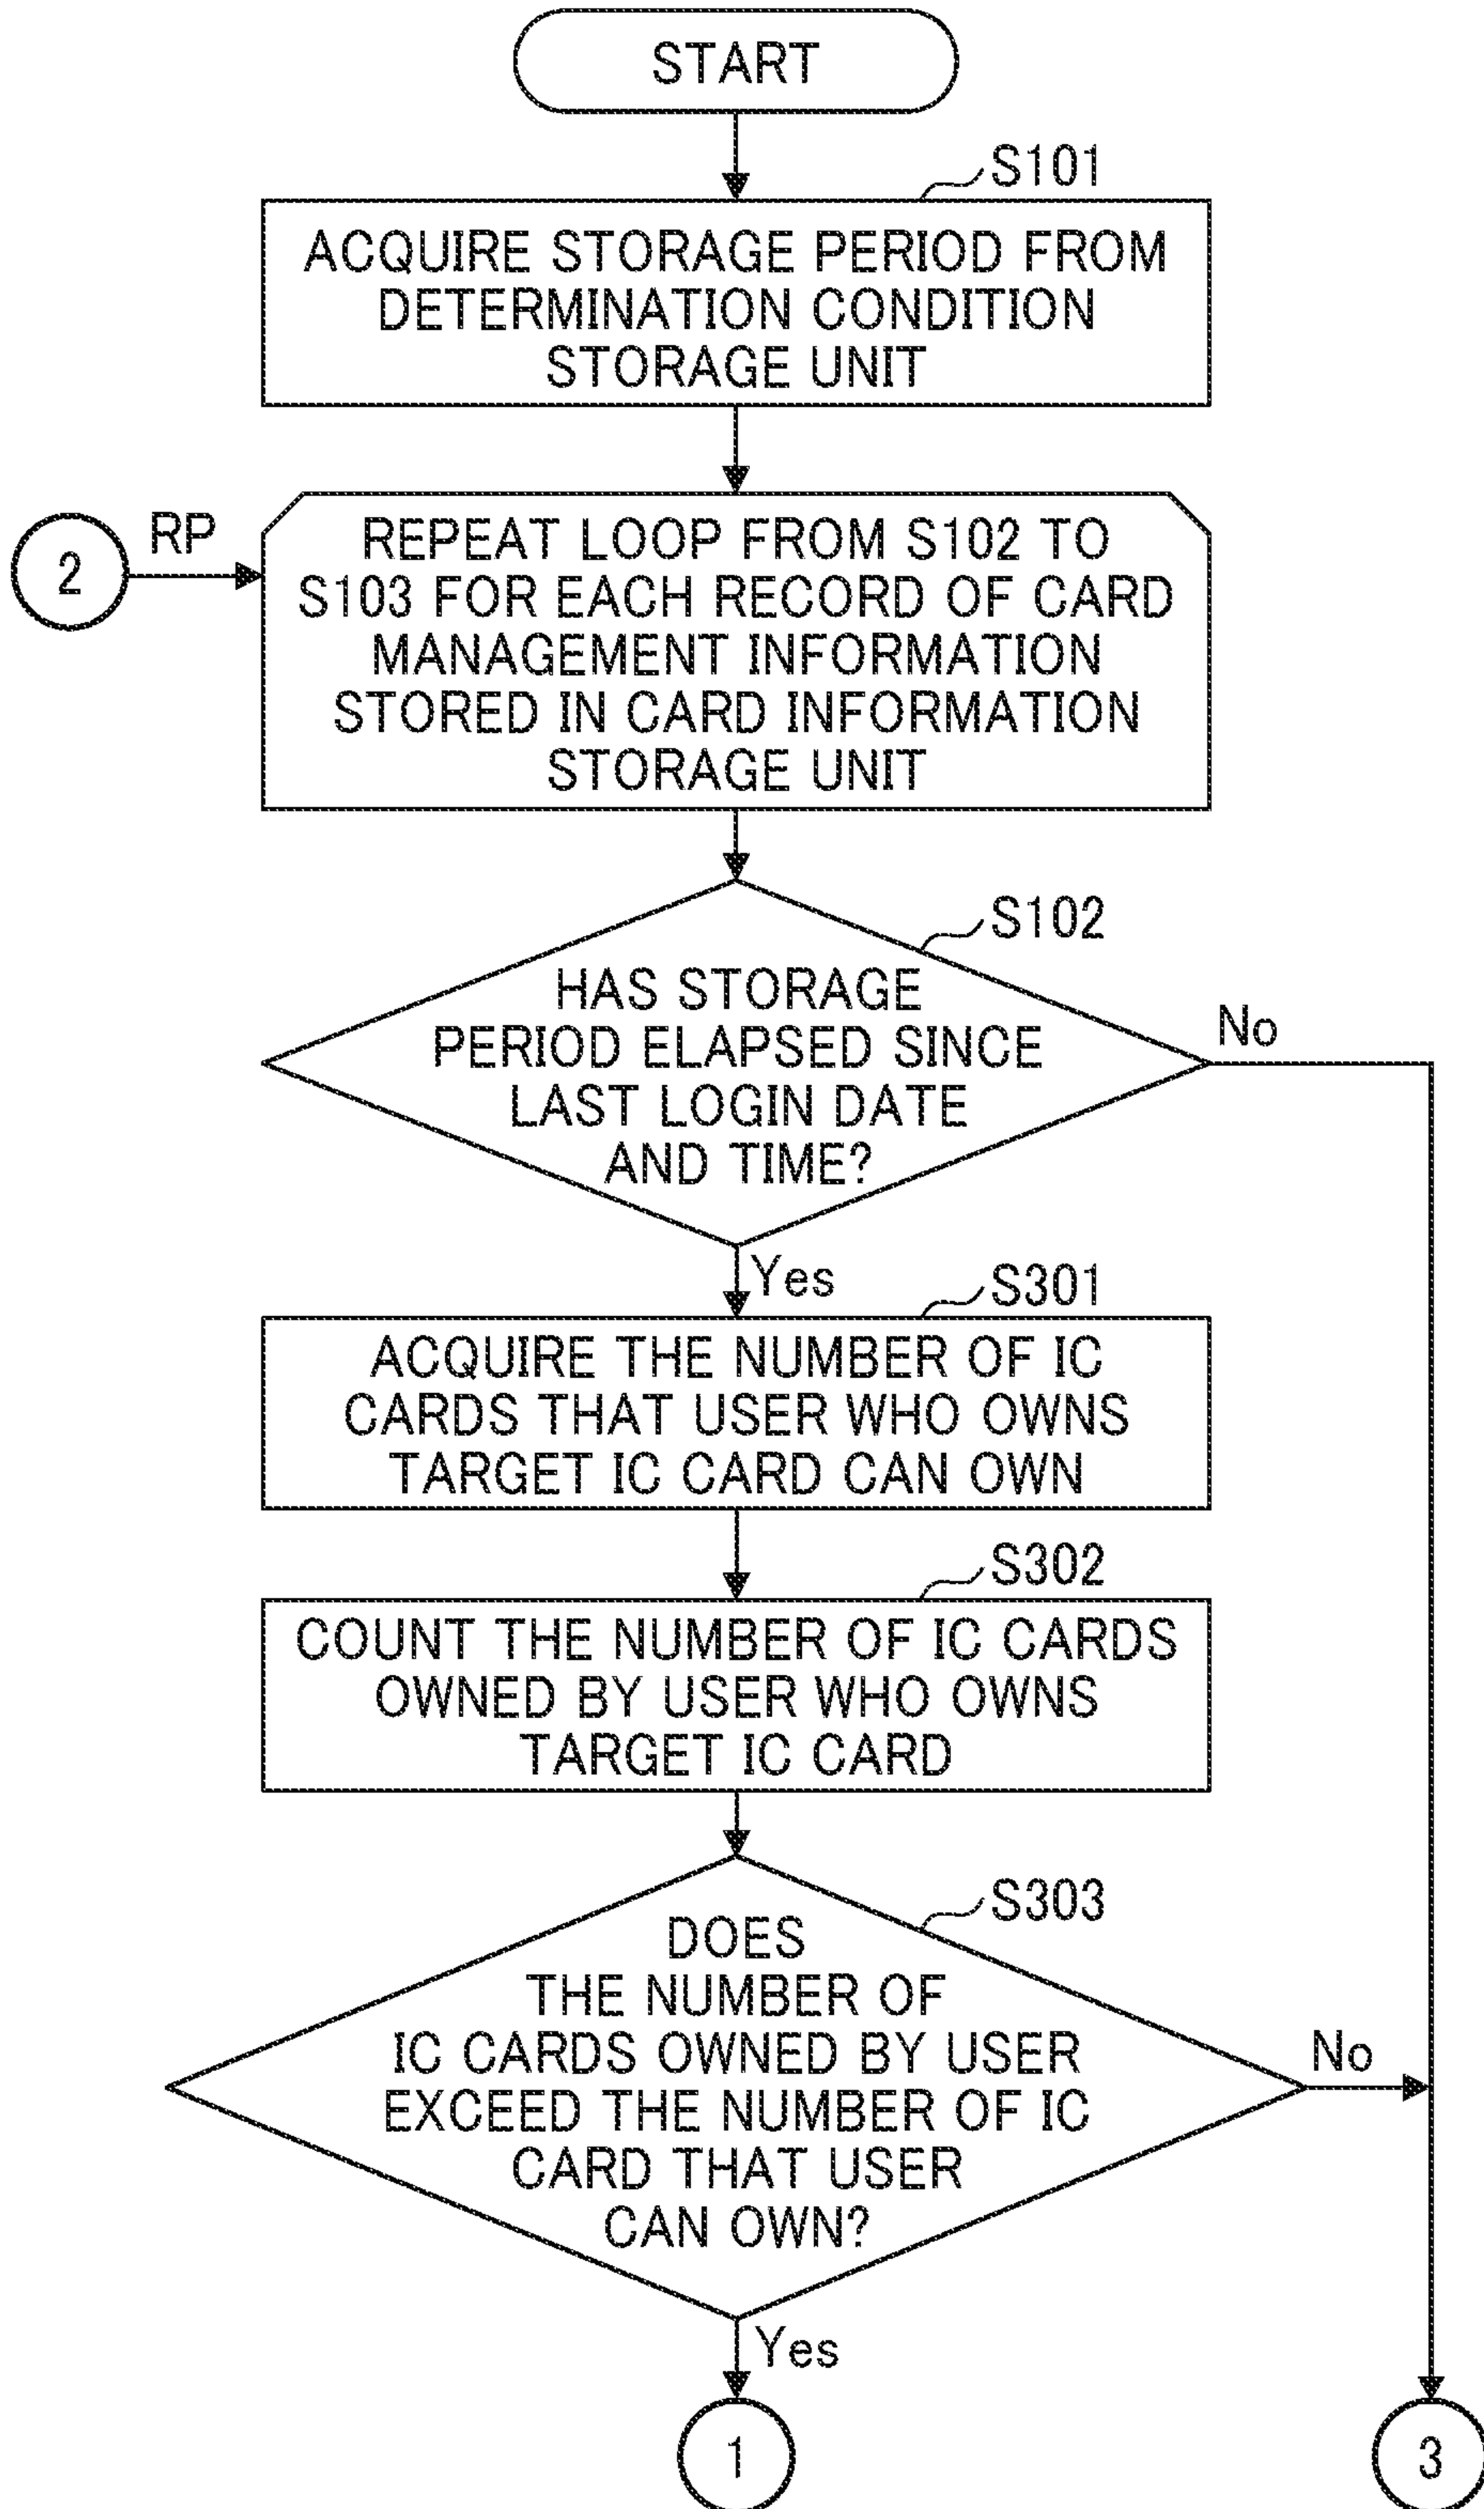 START
S101
ACQUIRE STORAGE PERIOD FROM
DETERMINATION CONDITION
STORAGE UNIT
2
RP
REPEAT LOOP FROM S102 TO
S103 FOR EACH RECORD OF CARD
MANAGEMENT INFORMATION
STORED IN CARD INFORMATION
STORAGE UNIT
S102
HAS STORAGE
PERIOD ELAPSED SINCE
LAST LOGIN DATE
AND TIME?
No
Yes
S301
ACQUIRE THE NUMBER OF IC
CARDS THAT USER WHO OWNS
TARGET IC CARD CAN OWN
S302
COUNT THE NUMBER OF IC CARDS
OWNED BY USER WHO OWNS
TARGET IC CARD
S303
DOES
THE NUMBER OF
IC CARDS OWNED BY USER
EXCEED THE NUMBER OF IC
CARD THAT USER
CAN OWN?
No
Yes
1
3